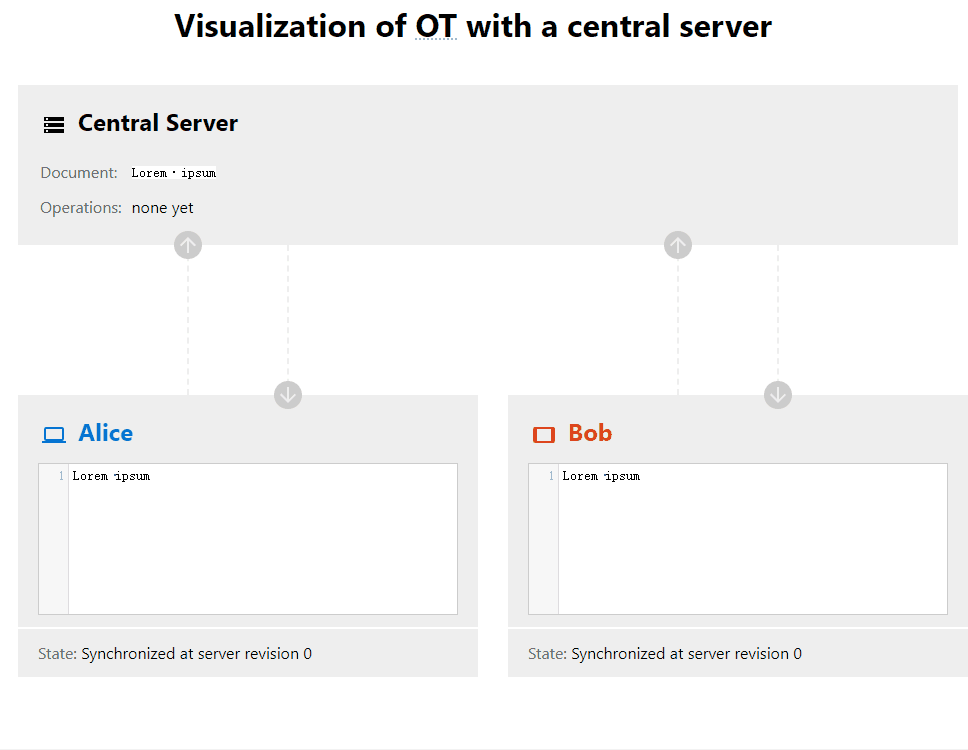 Visualization of OT with a central server
Central Server
Document: Lorem·ipsum
Operations: none yet
Alice
1 Lorem ipsum
State: Synchronized at server revision 0
Bob
1 Lorem ipsum
State: Synchronized at server revision 0